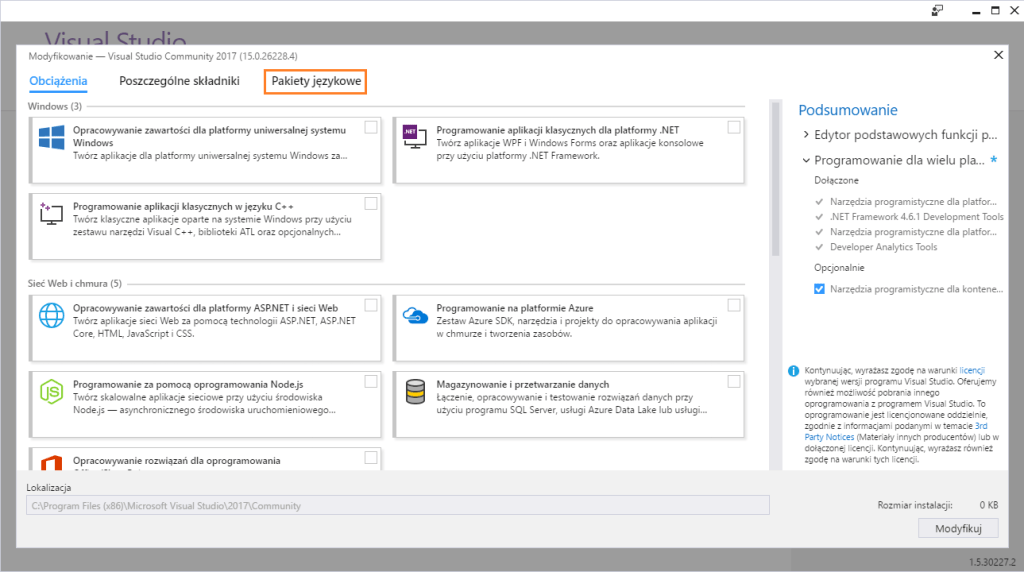 Visual Studio
Modyfikowanie — Visual Studio Community 2017 (15.0.26228.4)
Obciążenia
Poszczególne składniki
Pakiety językowe
Windows (3)
Opracowywanie zawartości dla platformy uniwersalnej systemu
Windows
Twórz aplikacje dla platformy uniwersalnej systemu Windows za...
Programowanie aplikacji klasycznych dla platformy .NET
Twórz aplikacje WPF i Windows Forms oraz aplikacje konsolowe
przy użyciu platformy .NET Framework.
Programowanie aplikacji klasycznych w języku C++
Twórz klasyczne aplikacje oparte na systemie Windows przy użyciu
zestawu narzędzi Visual C++, biblioteki ATL oraz opcjonalnych...
Sieć Web i chmura (5)
Opracowywanie zawartości dla platformy ASP.NET i sieci Web
Twórz aplikacje sieci Web za pomocą technologii ASP.NET, ASP.NET
Core, HTML, JavaScript i CSS.
Programowanie na platformie Azure
Zestaw Azure SDK, narzędzia i projekty do opracowywania aplikacji
w chmurze i tworzenia zasobów.
Programowanie za pomocą oprogramowania Node.js
Twórz skalowalne aplikacje sieciowe przy użyciu środowiska
Node.js — asynchronicznego środowiska uruchomieniowego...
Magazynowanie i przetwarzanie danych
Łączenie, opracowywanie i testowanie rozwiązań danych przy
użyciu programu SQL Server, usługi Azure Data Lake lub usługi...
Opracowywanie rozwiązań dla oprogramowania
Podsumowanie
Edytor podstawowych funkcji p...
Programowanie dla wielu pla... *
Dołączone
Narzędzia programistyczne dla platfor...
.NET Framework 4.6.1 Development Tools
Narzędzia programistyczne dla platfor...
Developer Analytics Tools
Opcjonalnie
Narzędzia programistyczne dla kontene...
Kontynuując, wyrażasz zgodę na warunki licencji
wybranej wersji programu Visual Studio. Oferujemy
również możliwość pobrania innego
oprogramowania z programem Visual Studio. To
oprogramowanie jest licencjonowane oddzielnie,
zgodnie z informacjami podanymi w temacie 3rd
Party Notices (Materiały innych producentów) lub w
dołączonej licencji. Kontynuując, wyrażasz również
zgodę na warunki tych licencji.
Lokalizacja
C:\Program Files (x86)\Microsoft Visual Studio\2017\Community
Rozmiar instalacji: 0 KB
Modyfikuj
1.5.30227.2